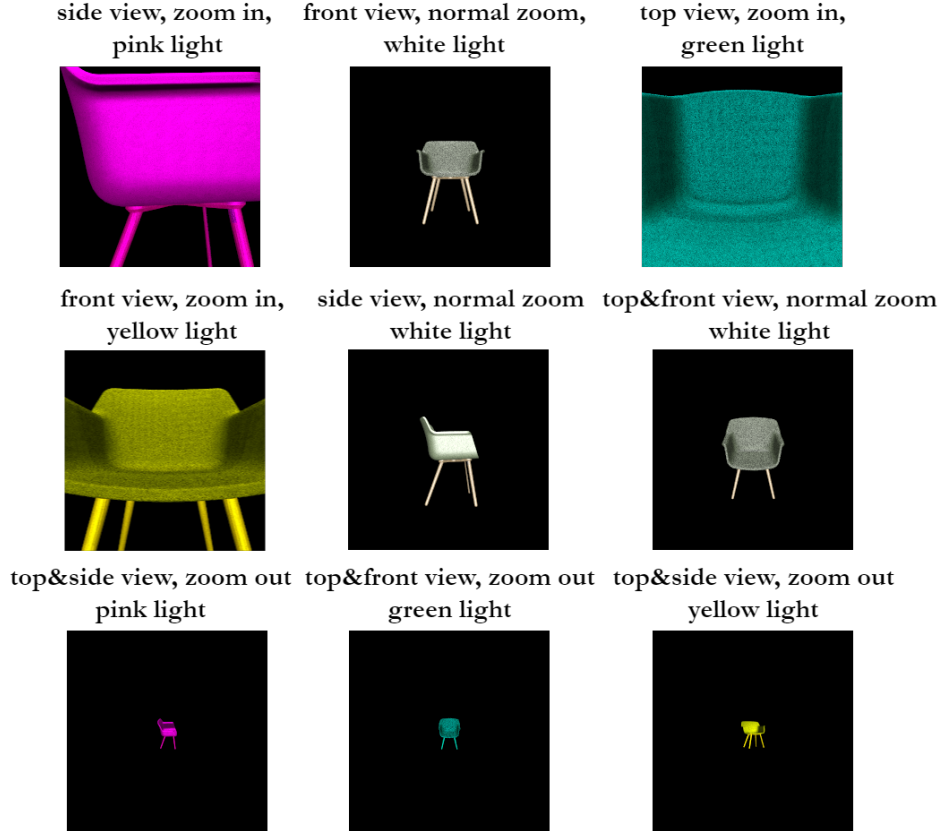 side view, zoom in,
pink light
front view, normal zoom,
white light
top view, zoom in,
green light
front view, zoom in,
yellow light
side view, normal zoom
white light
top&front view, normal zoom
white light
top&side view, zoom out
pink light
top&front view, zoom out
green light
top&side view, zoom out
yellow light